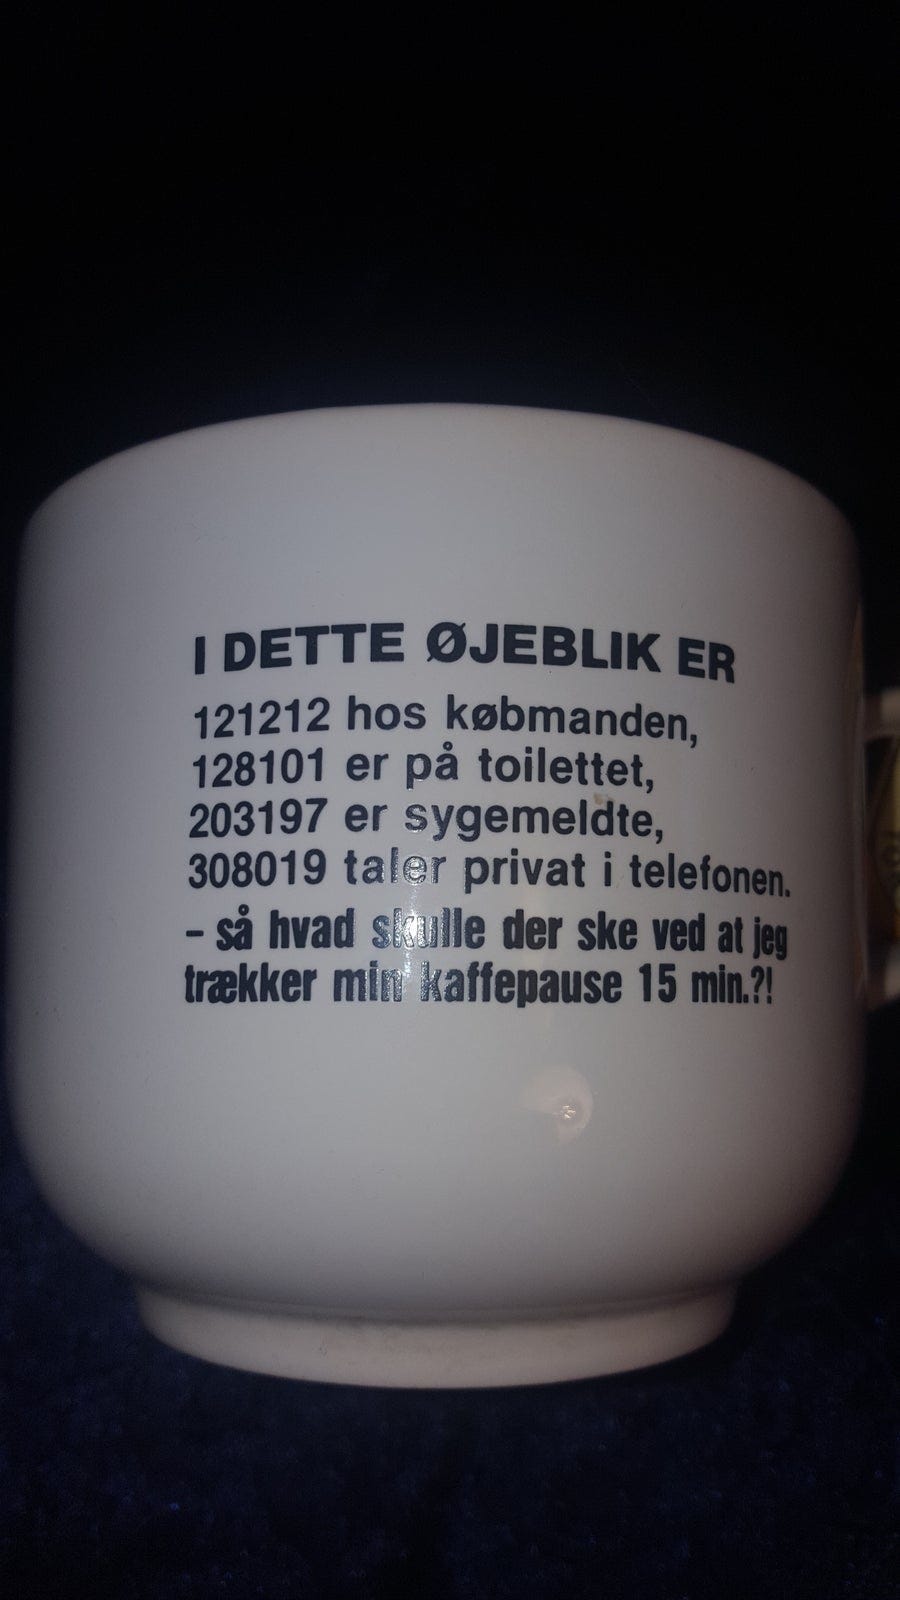 I DETTE ØJEBLIK ER
121212 hos købmanden,
128101 er på toilettet,
203197 er sygemeldte,
308019 taler privat i telefonen.
– så hvad skulle der ske ved at jeg
trækker min kaffepause 15 min.?!